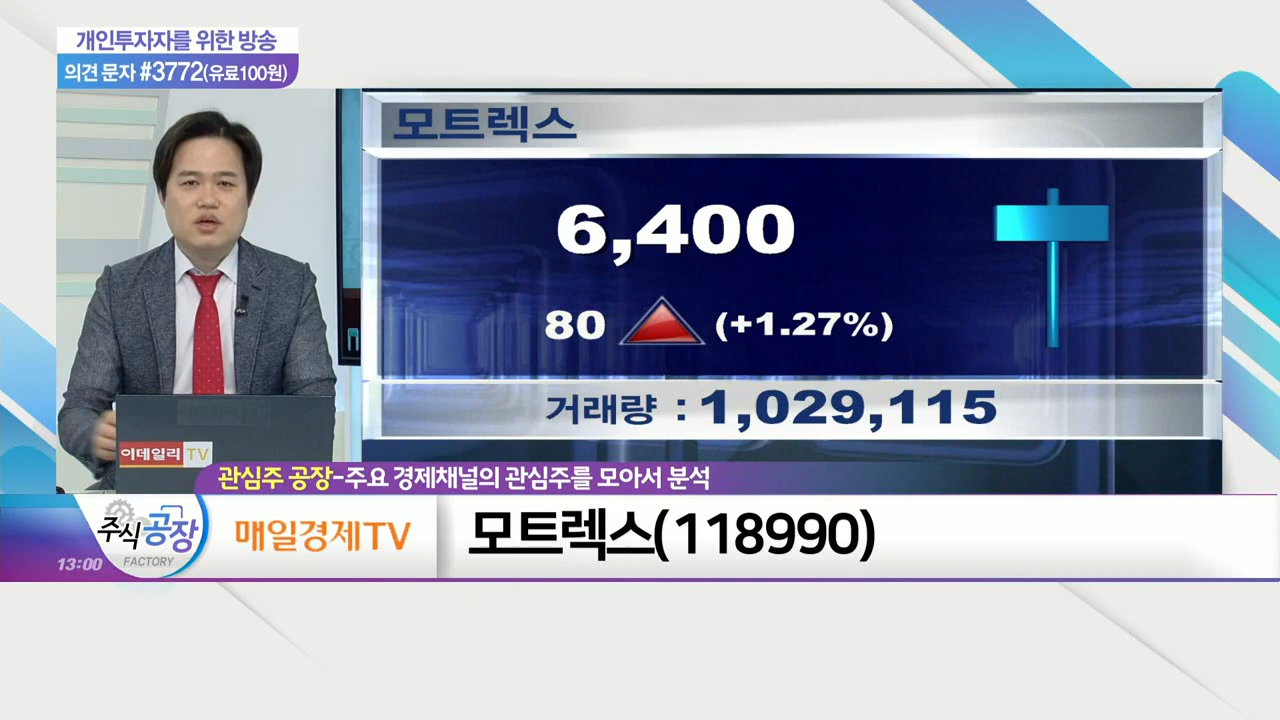 개인투자자를 위한 방송
의견 문자 #3772(유료100원)
모트렉스
6,400
80 (+1.27%)
거래량 : 1,029,115
이데일리 TV
관심주 공장-주요 경제채널의 관심주를 모아서 분석
주식공장
FACTORY
13:00
매일경제TV
모트렉스(118990)